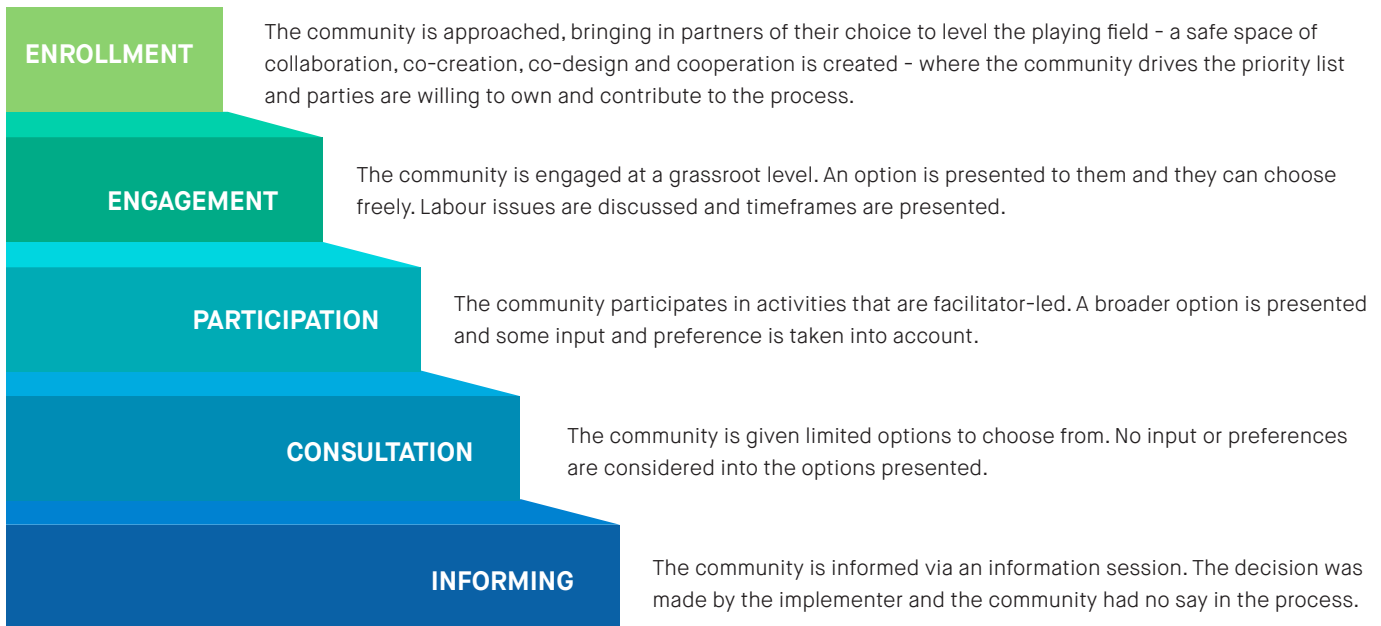 ENROLLMENT
The community is approached, bringing in partners of their choice to level the playing field - a safe space of
collaboration, co-creation, co-design and cooperation is created - where the community drives the priority list
and parties are willing to own and contribute to the process.
ENGAGEMENT
The community is engaged at a grassroot level. An option is presented to them and they can choose
freely. Labour issues are discussed and timeframes are presented.
PARTICIPATION
The community participates in activities that are facilitator-led. A broader option is presented
and some input and preference is taken into account.
CONSULTATION
The community is given limited options to choose from. No input or preferences
are considered into the options presented.
INFORMING
The community is informed via an information session. The decision was
made by the implementer and the community had no say in the process.